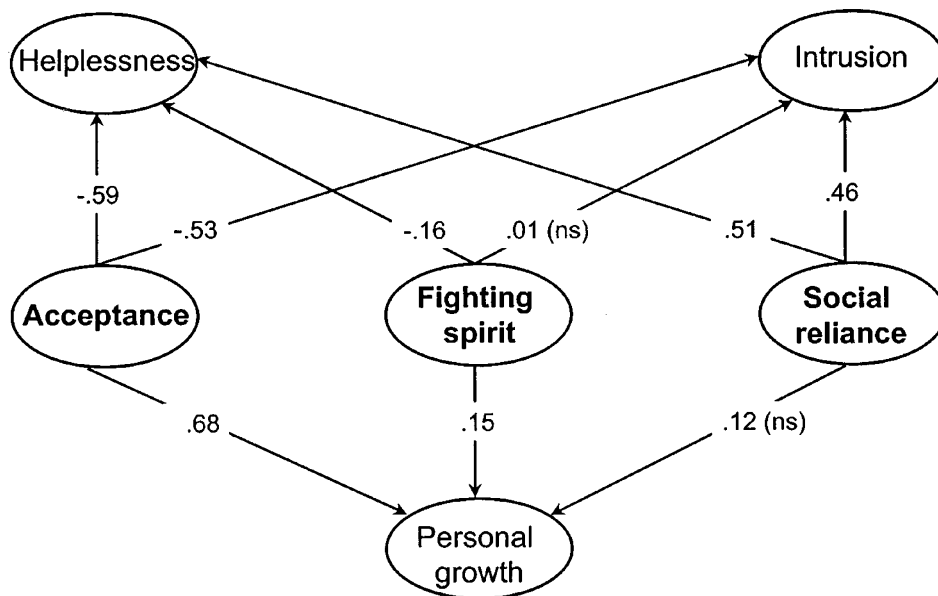 Helplessness
Intrusion
-.59
-.53
-.16
.01 (ns)
.51
.46
Acceptance
Fighting
spirit
Social
reliance
.68
.15
.12 (ns)
Personal
growth